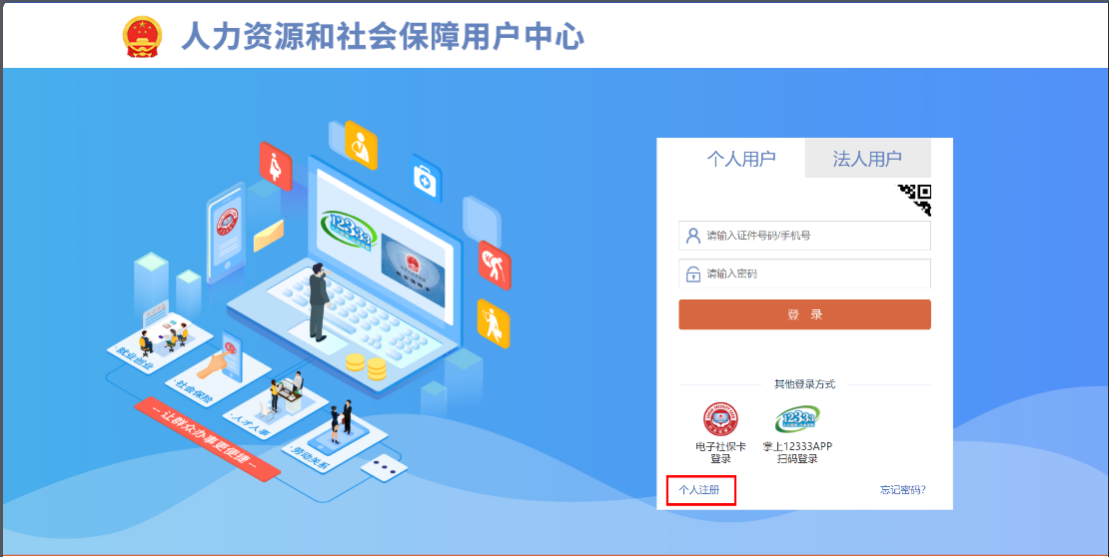 人力资源和社会保障用户中心
个人用户
法人用户
请输入证件号码/手机号
请输入密码
登 录
其他登录方式
电子社保卡
登录
掌上12333APP
扫码登录
个人注册
忘记密码?
12333
12333
就业创业
社会保险
人才人事
劳动关系
-- 让群众办事更便捷 --